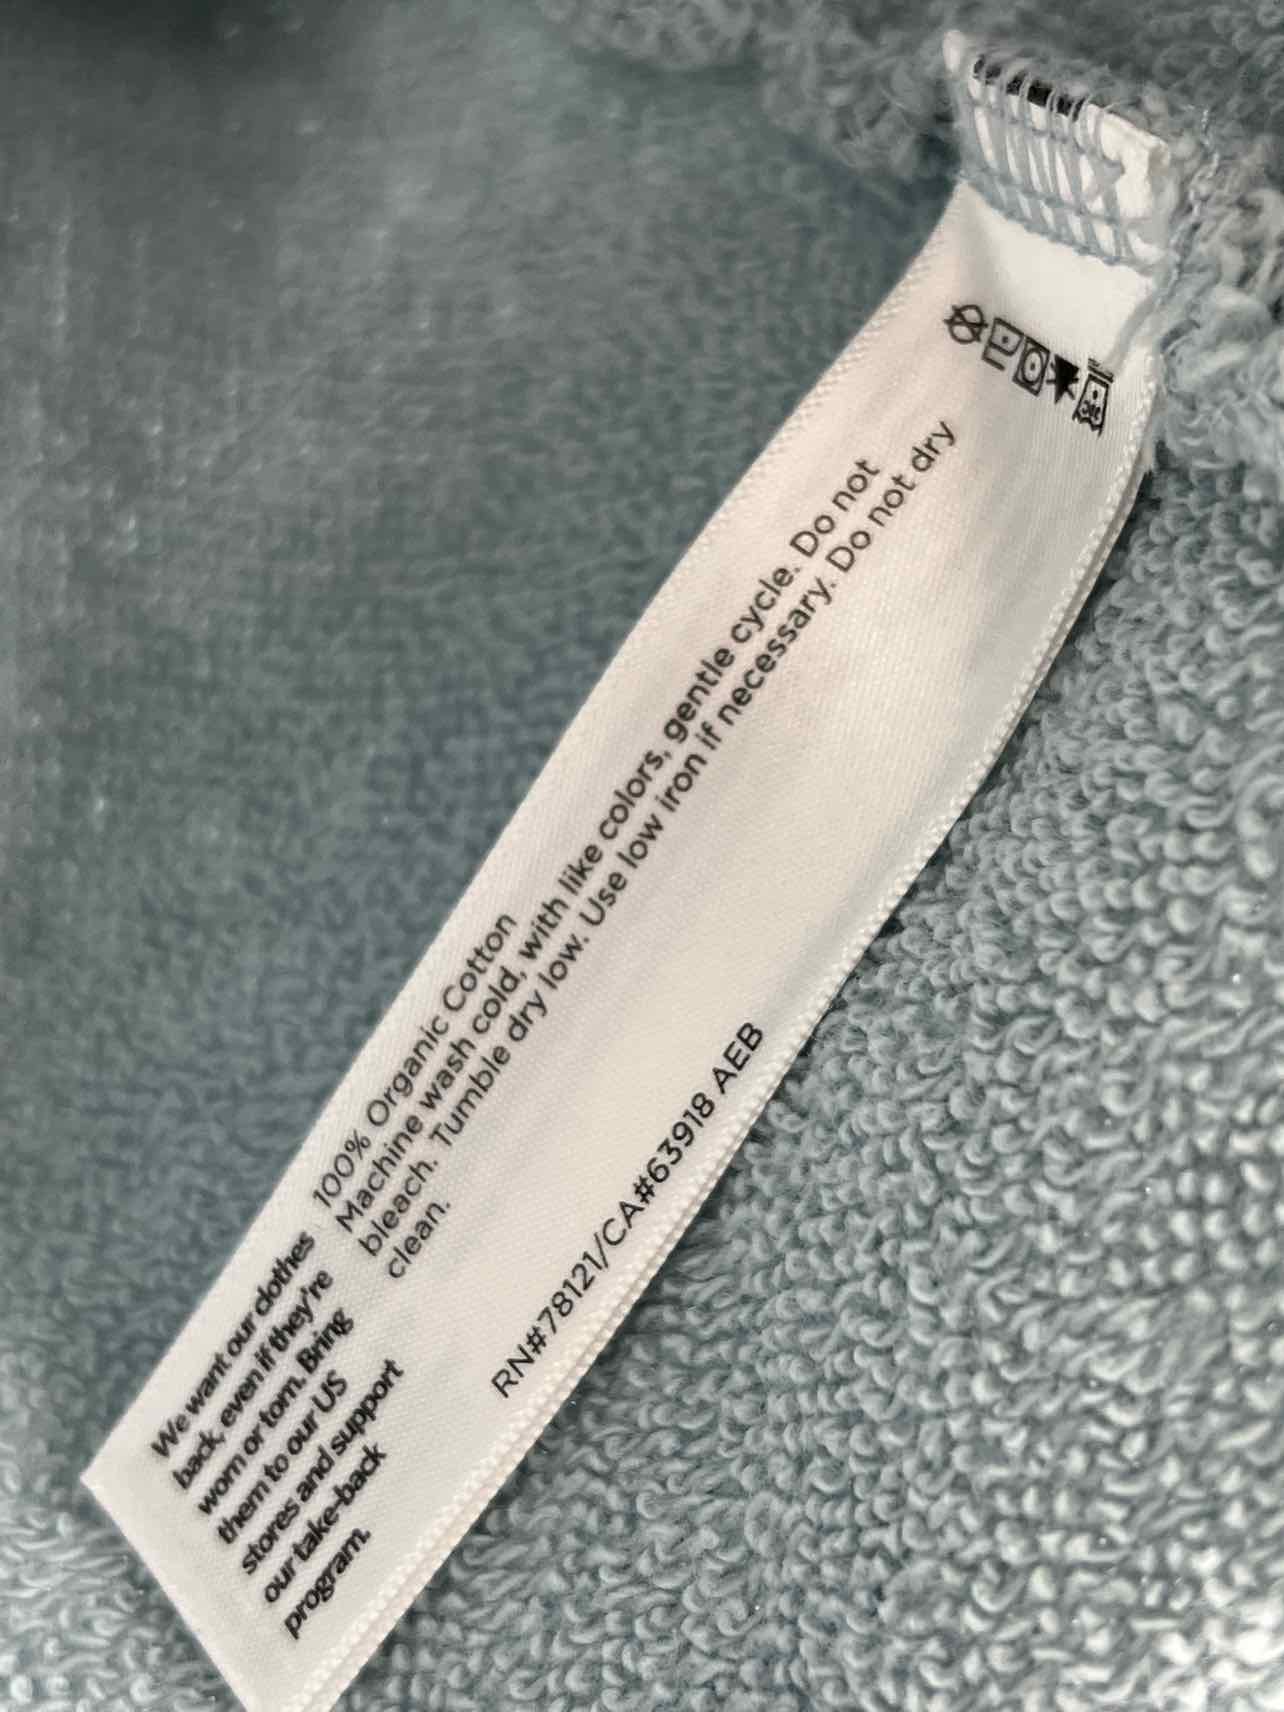 We want our clothes
back, even if they're
worn or torn. Bring
them to our US
stores and support
our take-back
program.
100% Organic Cotton
Machine wash cold, with like colors, gentle cycle. Do not
bleach. Tumble dry low. Use low iron if necessary. Do not dry
clean.
RN#78121/CA#63918 AEB